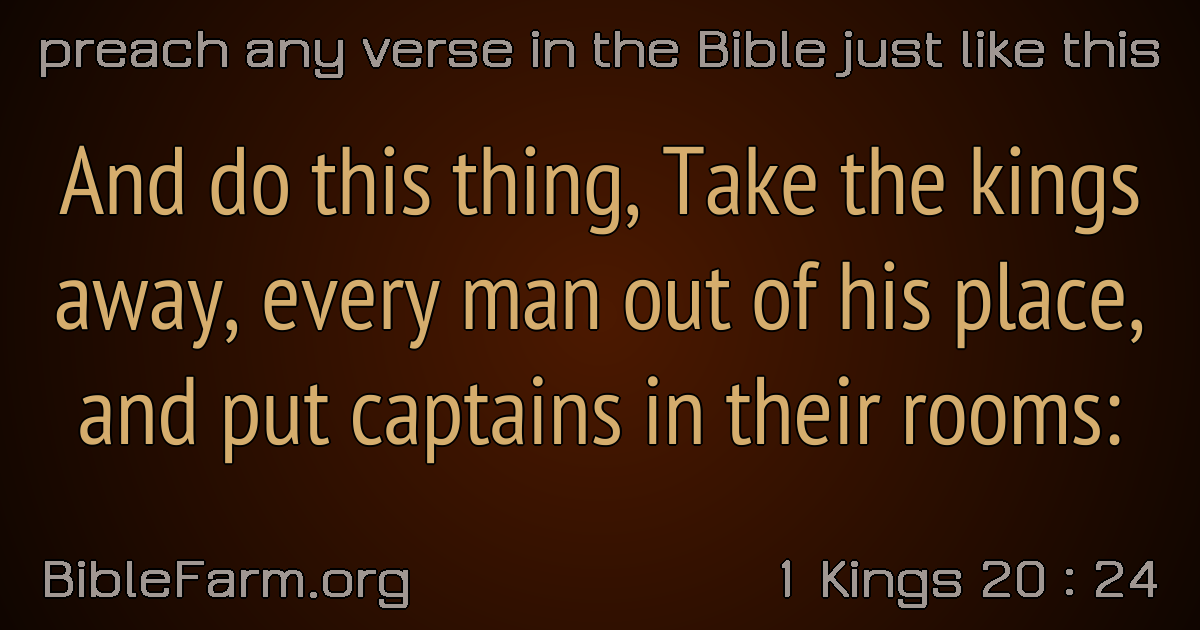 preach any verse in the Bible just like this
And do this thing, Take the kings
away, every man out of his place,
and put captains in their rooms:
BibleFarm.org
1 Kings 20 : 24